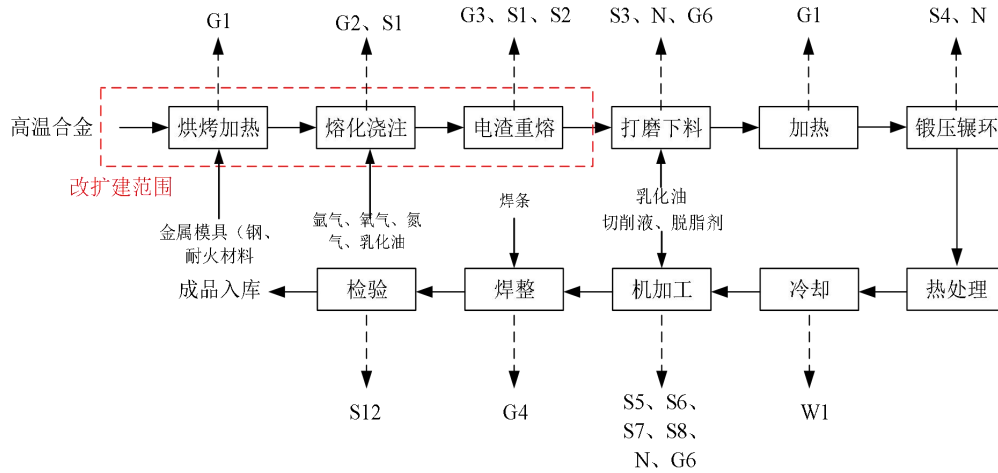 G1
G2、S1
G3、S1、S2
S3、N、G6
G1
S4、N
高温合金
烘烤加热
熔化浇注
电渣重熔
打磨下料
加热
锻压辗环
改扩建范围
金属模具（钢、
耐火材料
氩气、氧气、氮
气、乳化油
焊条
乳化油
切削液、脱脂剂
成品入库
检验
焊整
机加工
冷却
热处理
S12
G4
S5、S6、
S7、S8、
N、G6
W1